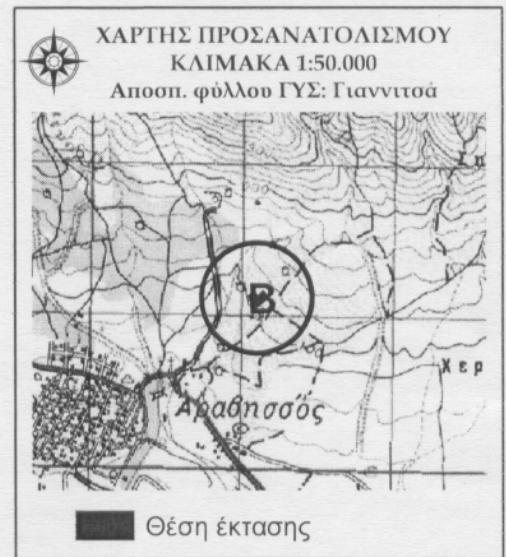 ΧΑΡΤΗΣ ΠΡΟΣΑΝΑΤΟΛΙΣΜΟΥ
ΚΛΙΜΑΚΑ 1:50.000
Αποσπ. φύλλου ΓΥΣ: Γιαννιτσά
Β
Χερ
Αραβησσός
Θέση έκτασης